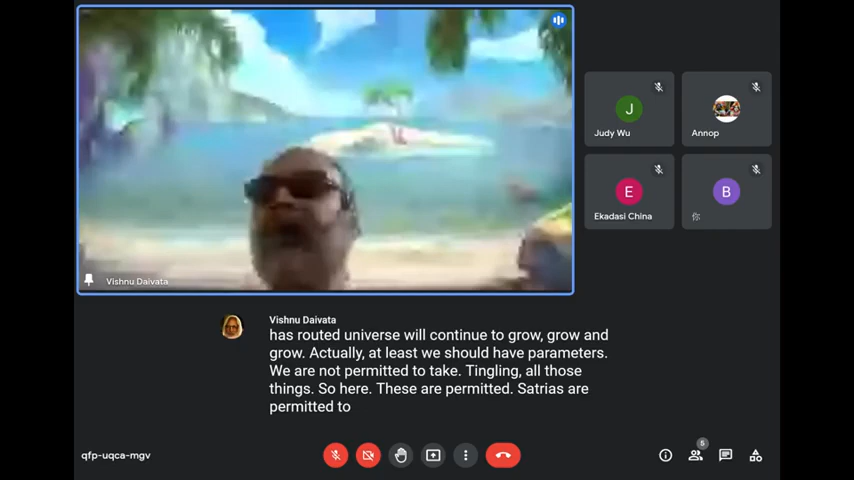 J
Judy Wu
Annop
E
Ekadasi China
B
你
Vishnu Daivata
Vishnu Daivata
has routed universe will continue to grow, grow and
grow. Actually, at least we should have parameters.
We are not permitted to take. Tingling, all those
things. So here. These are permitted. Satrias are
permitted to
qfp-uqca-mgv
5